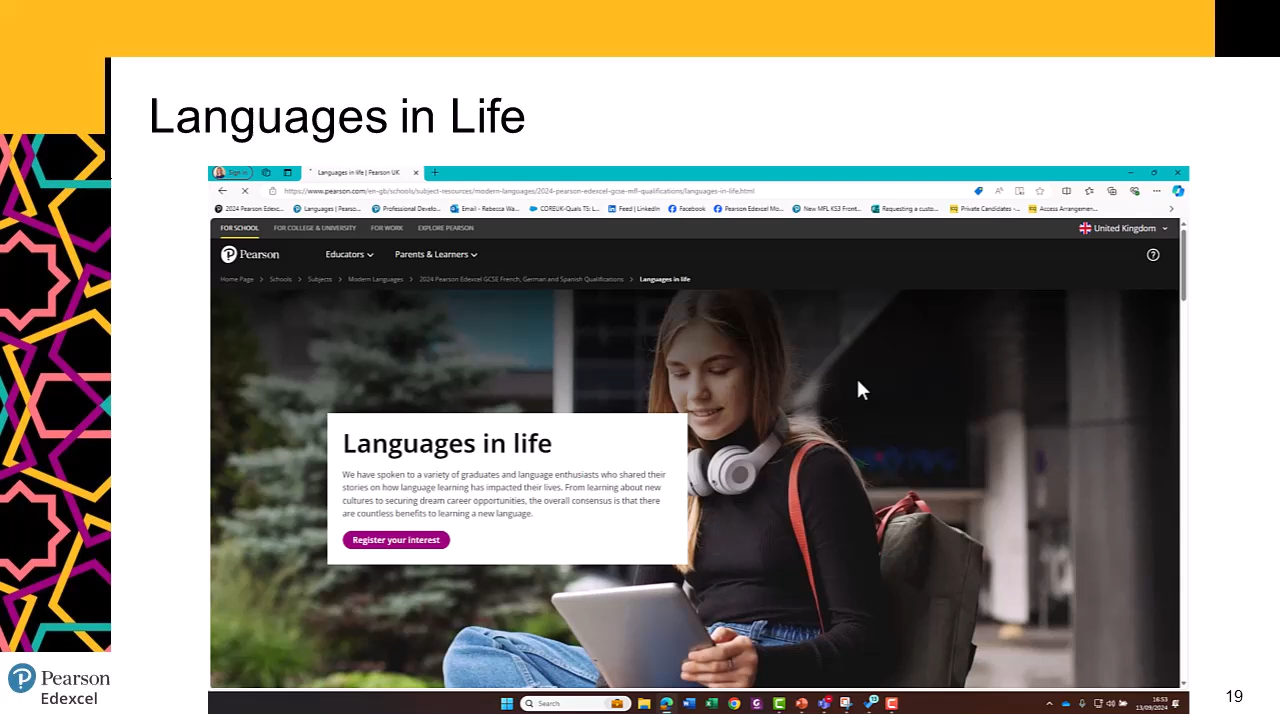 Languages in Life
Sign in
Languages in life | Pearson UK
https://www.pearson.com/en-gb/schools/subject-resources/modern-languages/2024-pearson-edexcel-gcse-mfl-qualifications/languages-in-life.html
2024 Pearson Edexc...
Languages | Pearso...
Professional Develo...
Email - Rebecca Wa...
COREUK-Quals TS: L...
Feed | LinkedIn
Facebook
Pearson Edexcel Mo...
New MFL KS3 Front...
Requesting a custo...
Private Candidates -...
Access Arrangemen...
FOR SCHOOL
FOR COLLEGE & UNIVERSITY
FOR WORK
EXPLORE PEARSON
United Kingdom
Pearson
Educators
Parents & Learners
Home Page > Schools > Subjects > Modern Languages > 2024 Pearson Edexcel GCSE French, German and Spanish Qualifications > Languages in life
Languages in life
We have spoken to a variety of graduates and language enthusiasts who shared their
stories on how language learning has impacted their lives. From learning about new
cultures to securing dream career opportunities, the overall consensus is that there
are countless benefits to learning a new language.
Register your interest
Search
16:53
13/09/2024
Pearson
Edexcel
19